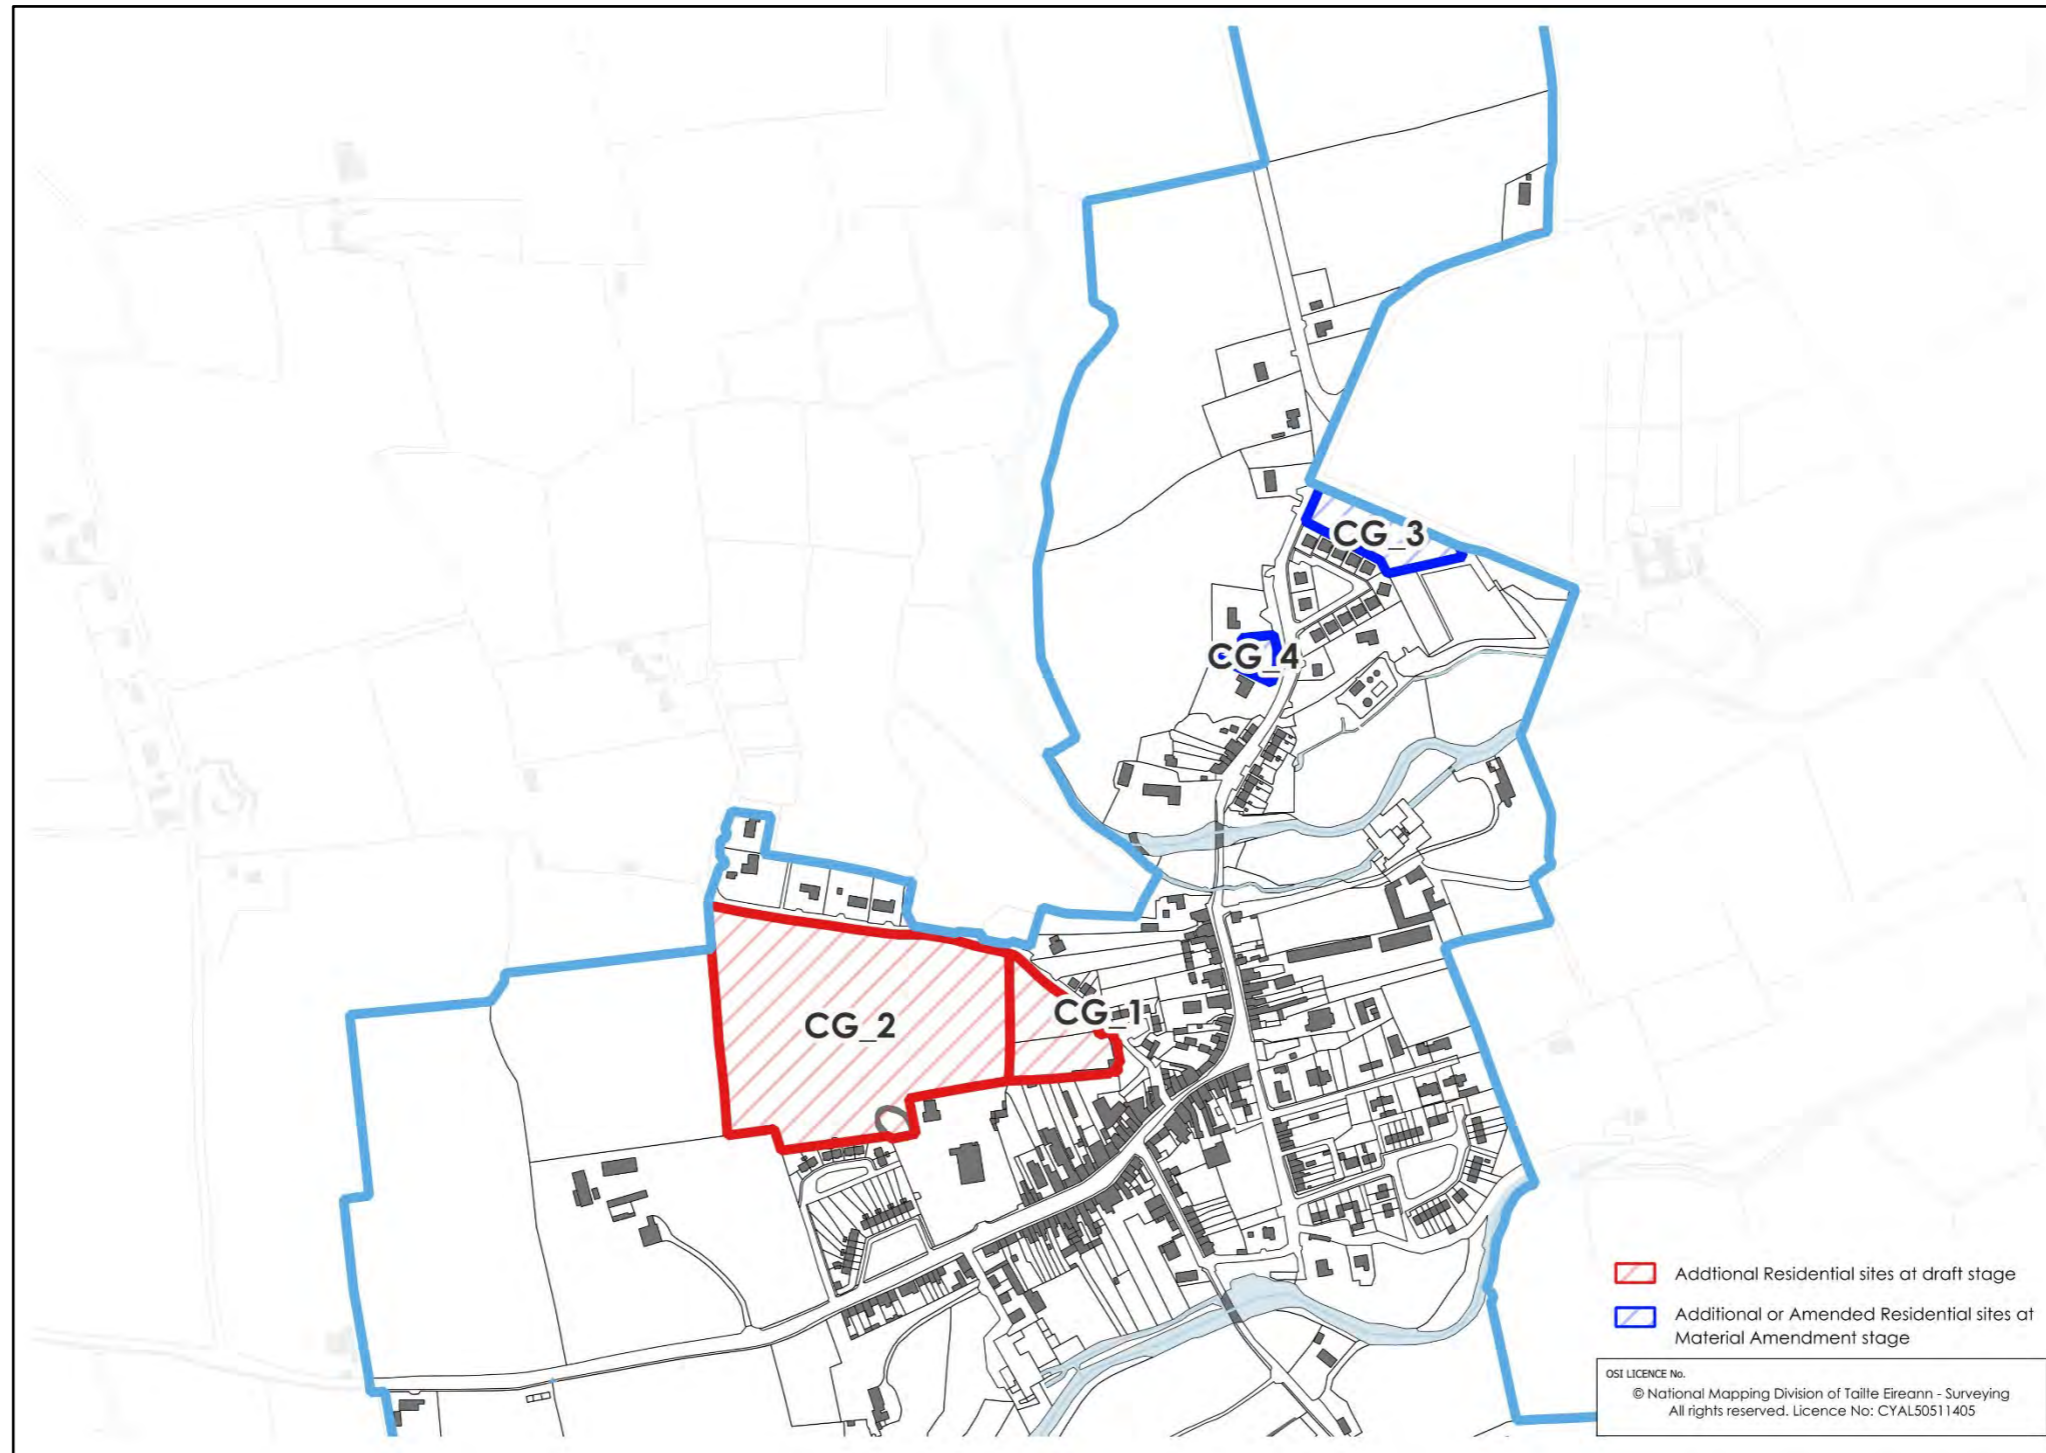 CG_3
CG_4
CG_1
CG_2
Addtional Residential sites at draft stage
Additional or Amended Residential sites at
Material Amendment stage
OSI LICENCE No.
© National Mapping Division of Tailte Eireann - Surveying
All rights reserved. Licence No: CYAL50511405